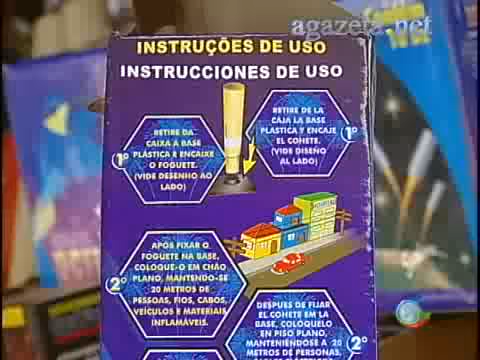 agazeta.net
INSTRUÇÕES DE USO
INSTRUCCIONES DE USO
RETIRE DA
CAIXA A BASE
PLÁSTICA E ENCAIXE
O FOGUETE.
(VIDE DESENHO AO
LADO)
1º
RETIRE DE LA
CAJA LA BASE
PLASTICA Y ENCAJE
EL COHETE.
(VIDE DISEÑO
AL LADO)
1º
HOSPITAL
APÓS FIXAR O
FOGUETE NA BASE,
COLOQUE-O EM CHÃO
PLANO, MANTENDO-SE
20 METROS DE
PESSOAS, FIOS, CABOS,
VEÍCULOS E MATERIAIS
INFLAMÁVEIS.
2º
DESPUES DE FIJAR
EL COHETE EN LA
BASE, COLOQUELO
EN PISO PLANO,
MANTENIÉNDOSE A 20
METROS DE PERSONAS,
2º